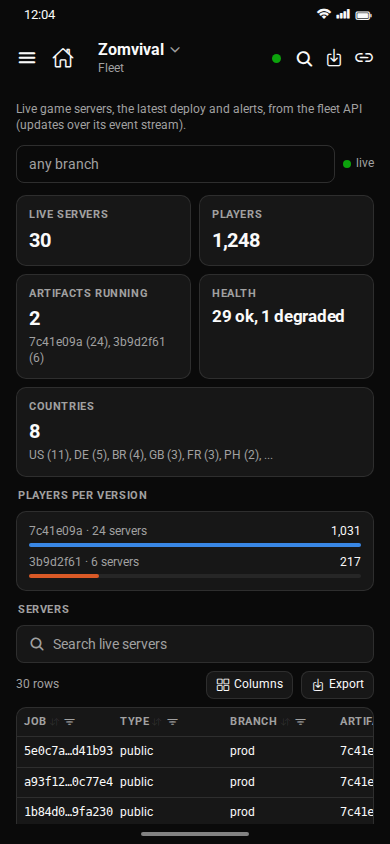 12:04
Zomvival
Fleet
Live game servers, the latest deploy and alerts, from the fleet API
(updates over its event stream).
any branch
live
LIVE SERVERS
30
PLAYERS
1,248
ARTIFACTS RUNNING
2
7c41e09a (24), 3b9d2f61
(6)
HEALTH
29 ok, 1 degraded
COUNTRIES
8
US (11), DE (5), BR (4), GB (3), FR (3), PH (2), ...
PLAYERS PER VERSION
7c41e09a · 24 servers 1,031
3b9d2f61 · 6 servers 217
SERVERS
Search live servers
30 rows Columns Export
JOB TYPE BRANCH ARTIF
5e0c7a…d41b93 public prod 7c41e
a93f12…0c77e4 public prod 7c41e
1b84d0…9fa230 public prod 7c41e